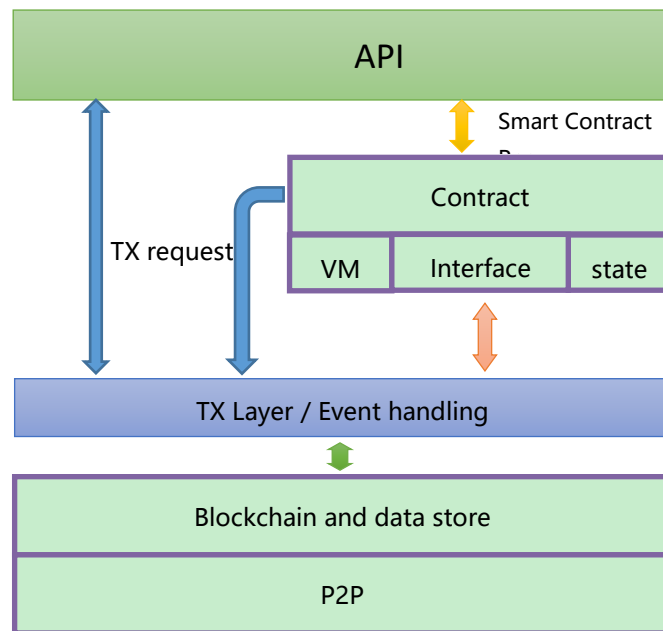 API
Smart Contract
TX request
Contract
VM
Interface
state
TX Layer / Event handling
Blockchain and data store
P2P